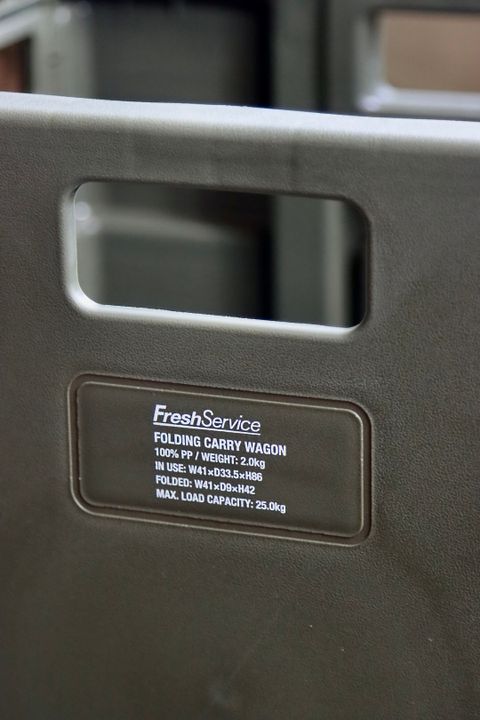 FreshService
FOLDING CARRY WAGON
100% PP / WEIGHT: 2.0kg
IN USE: W41×D33.5×H86
FOLDED: W41×D9×H42
MAX. LOAD CAPACITY: 25.0kg